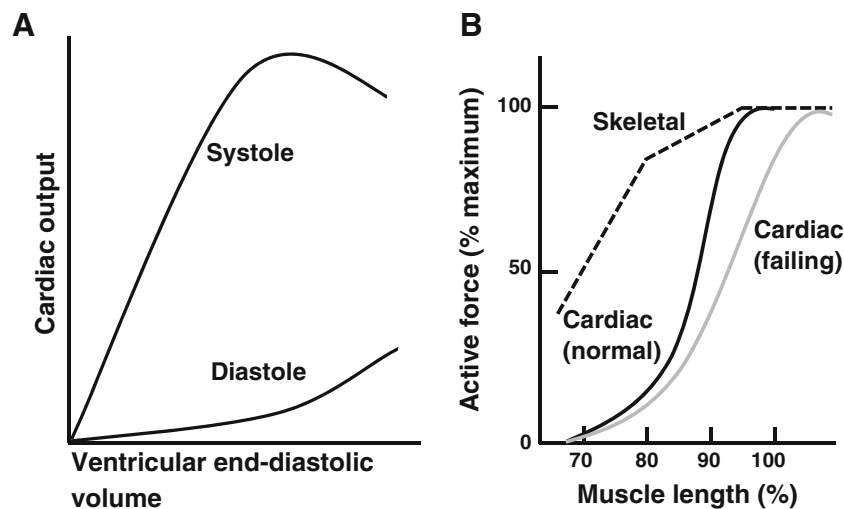 A
Cardiac output
Systole
Diastole
Ventricular end-diastolic
volume
B
Active force (% maximum)
100
50
0
Skeletal
Cardiac
(normal)
Cardiac
(failing)
70 80 90 100
Muscle length (%)